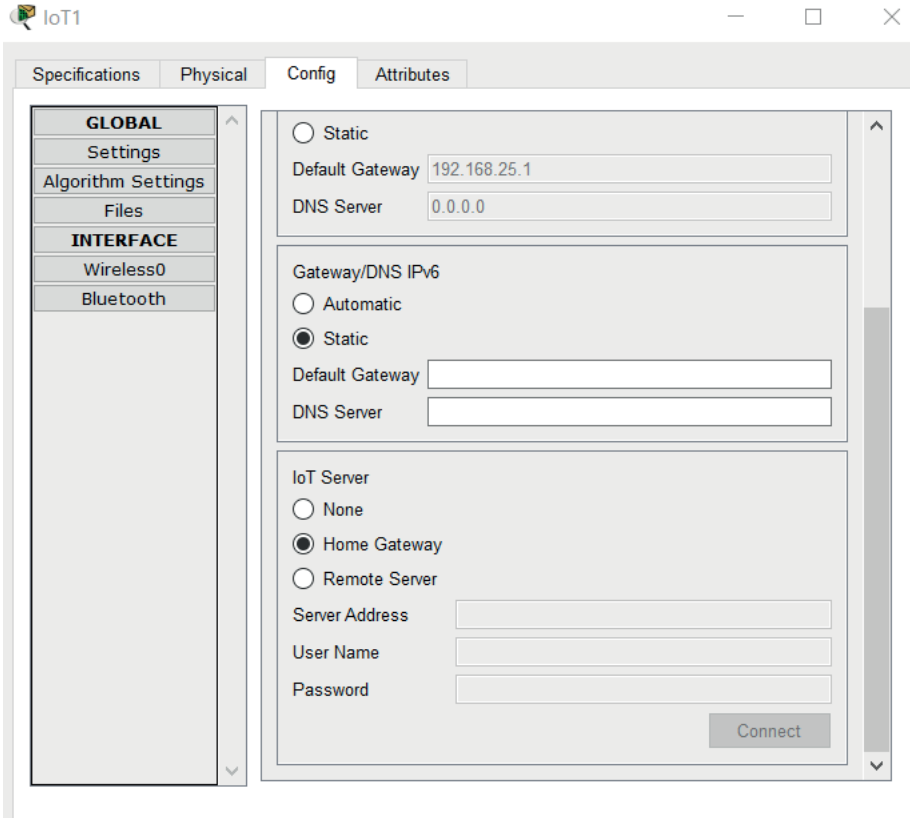 IoT1
Specifications Physical Config Attributes
GLOBAL
Settings
Algorithm Settings
Files
INTERFACE
Wireless0
Bluetooth
Static
Default Gateway 192.168.25.1
DNS Server 0.0.0.0
Gateway/DNS IPv6
Automatic
Static
Default Gateway
DNS Server
IoT Server
None
Home Gateway
Remote Server
Server Address
User Name
Password
Connect